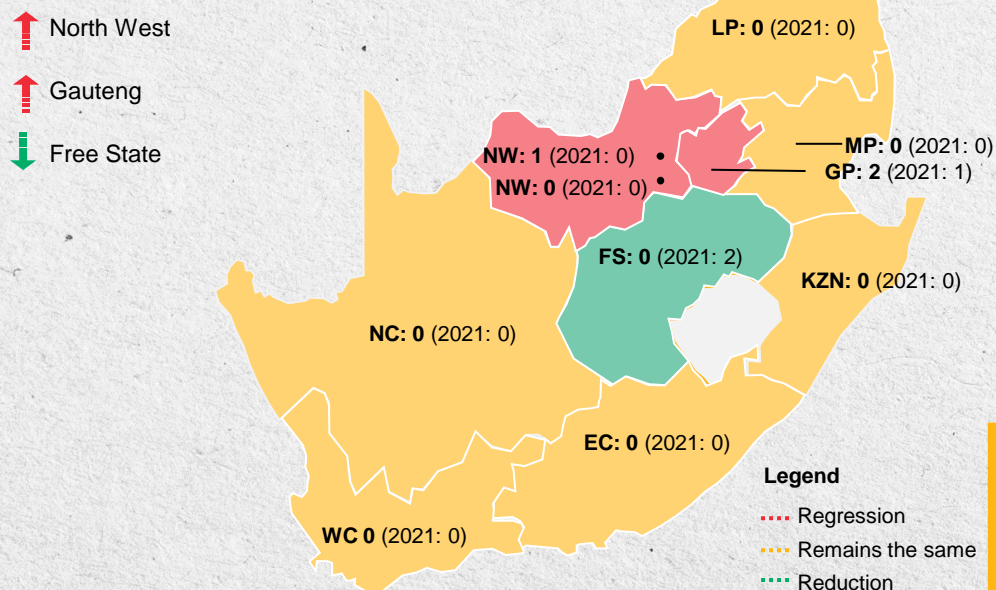 North West
Gauteng
Free State
LP: 0 (2021: 0)
MP: 0 (2021: 0)
GP: 2 (2021: 1)
NW: 1 (2021: 0)
NW: 0 (2021: 0)
FS: 0 (2021: 2)
KZN: 0 (2021: 0)
NC: 0 (2021: 0)
EC: 0 (2021: 0)
WC 0 (2021: 0)
Legend
Regression
Remains the same
Reduction